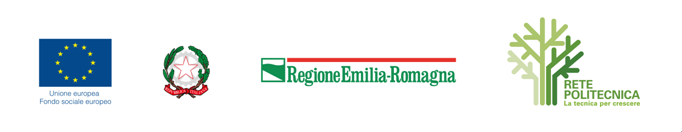 Unione europea
Fondo sociale europeo
RegioneEmilia-Romagna
RETE
POLITECNICA
La tecnica per crescere